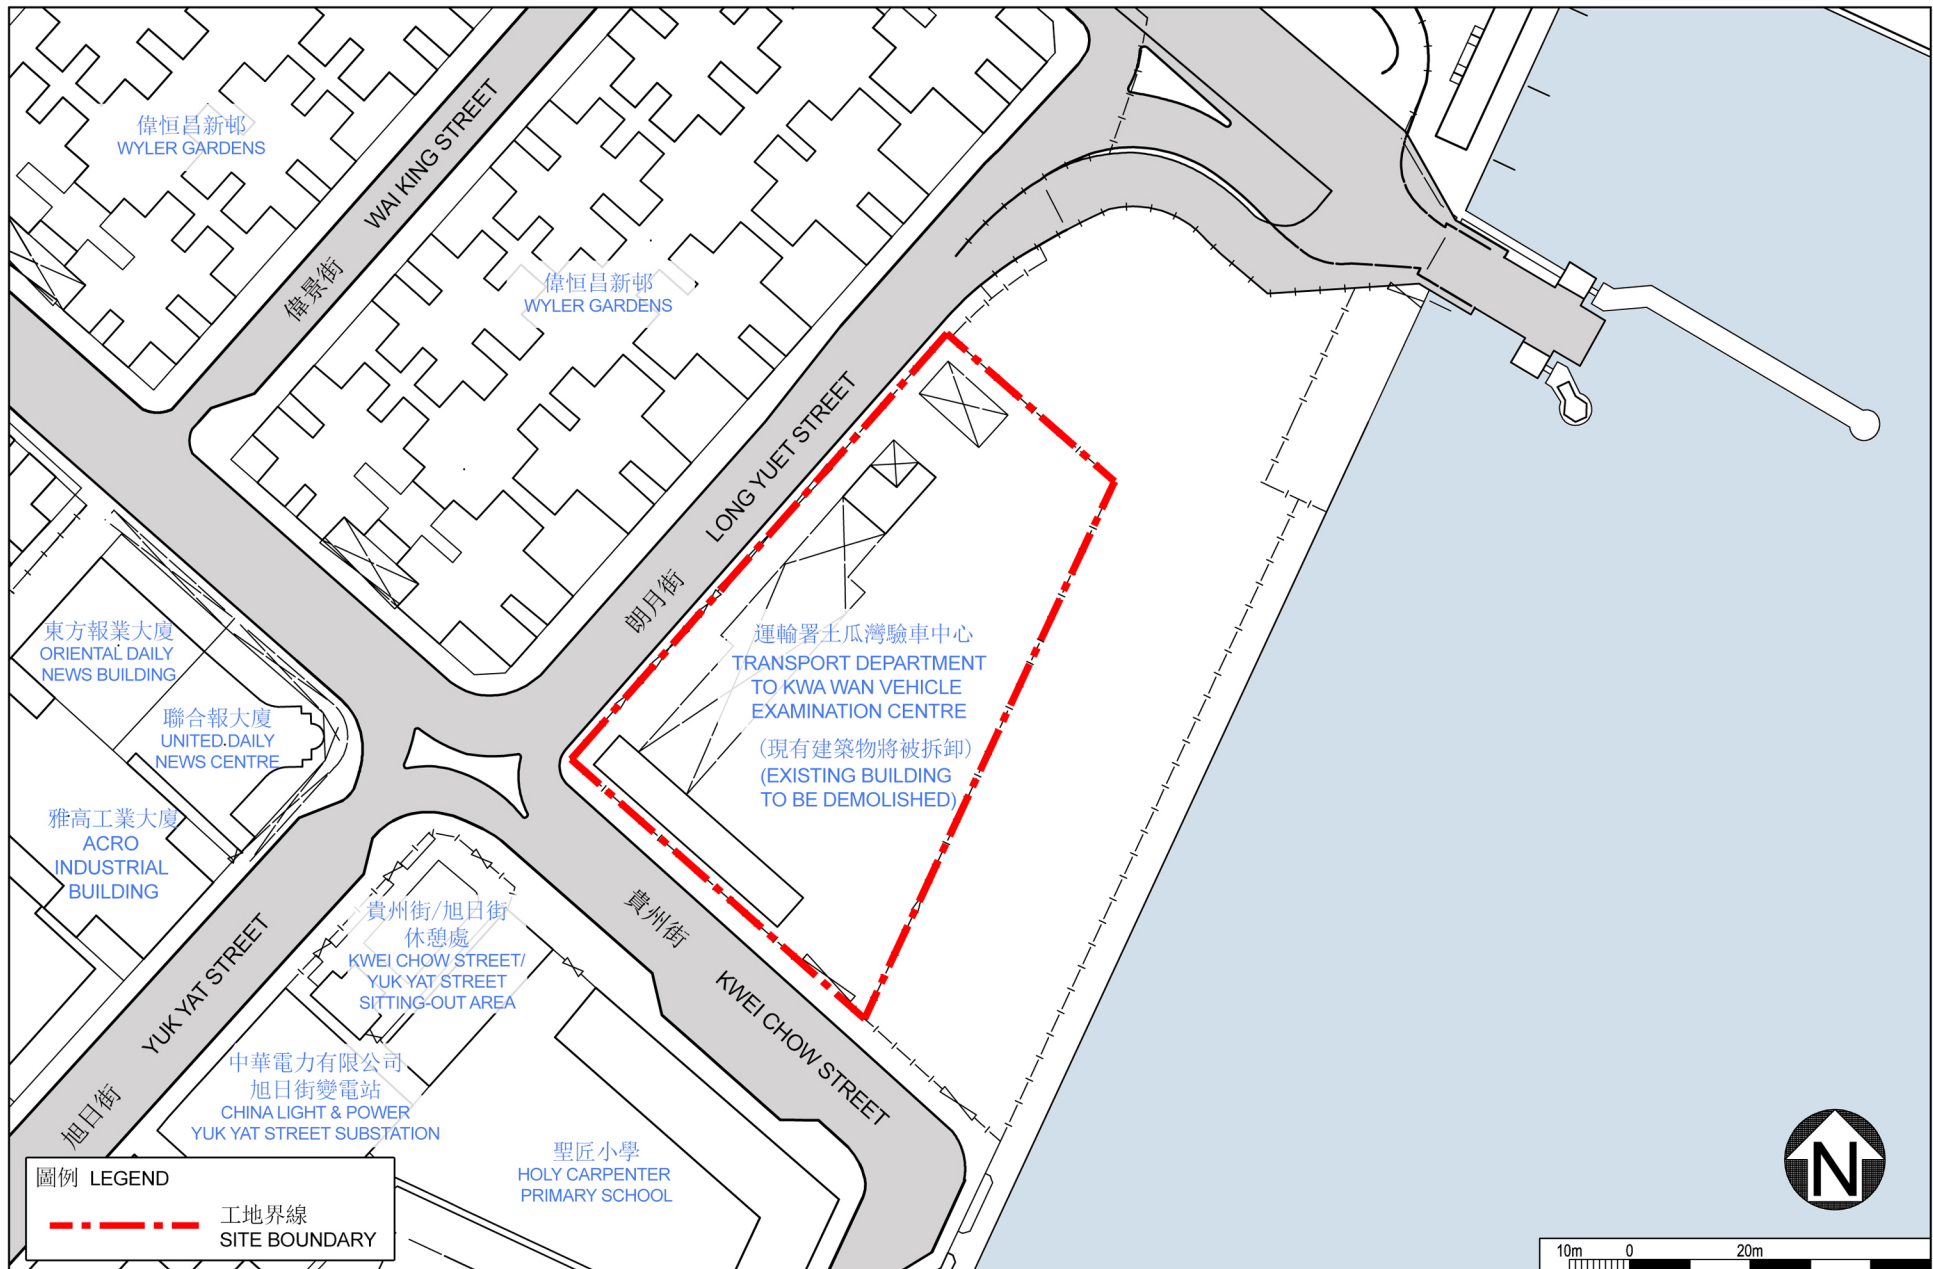 偉恒昌新邨
WYLER GARDENS
WAI KING STREET
偉景街
偉恒昌新邨
WYLER GARDENS
LONG YUET STREET
朗月街
運輸署土瓜灣驗車中心
TRANSPORT DEPARTMENT
TO KWA WAN VEHICLE
EXAMINATION CENTRE
(現有建築物將被拆卸)
(EXISTING BUILDING
TO BE DEMOLISHED)
東方報業大廈
ORIENTAL DAILY
NEWS BUILDING
聯合報大廈
UNITED DAILY
NEWS CENTRE
雅高工業大廈
ACRO
INDUSTRIAL
BUILDING
貴州街/旭日街
休憩處
KWEI CHOW STREET/
YUK YAT STREET
SITTING-OUT AREA
貴州街
KWEI CHOW STREET
YUK YAT STREET
旭日街
中華電力有限公司
旭日街變電站
CHINA LIGHT & POWER
YUK YAT STREET SUBSTATION
聖匠小學
HOLY CARPENTER
PRIMARY SCHOOL
圖例 LEGEND
工地界線
SITE BOUNDARY
N
10m 0 20m